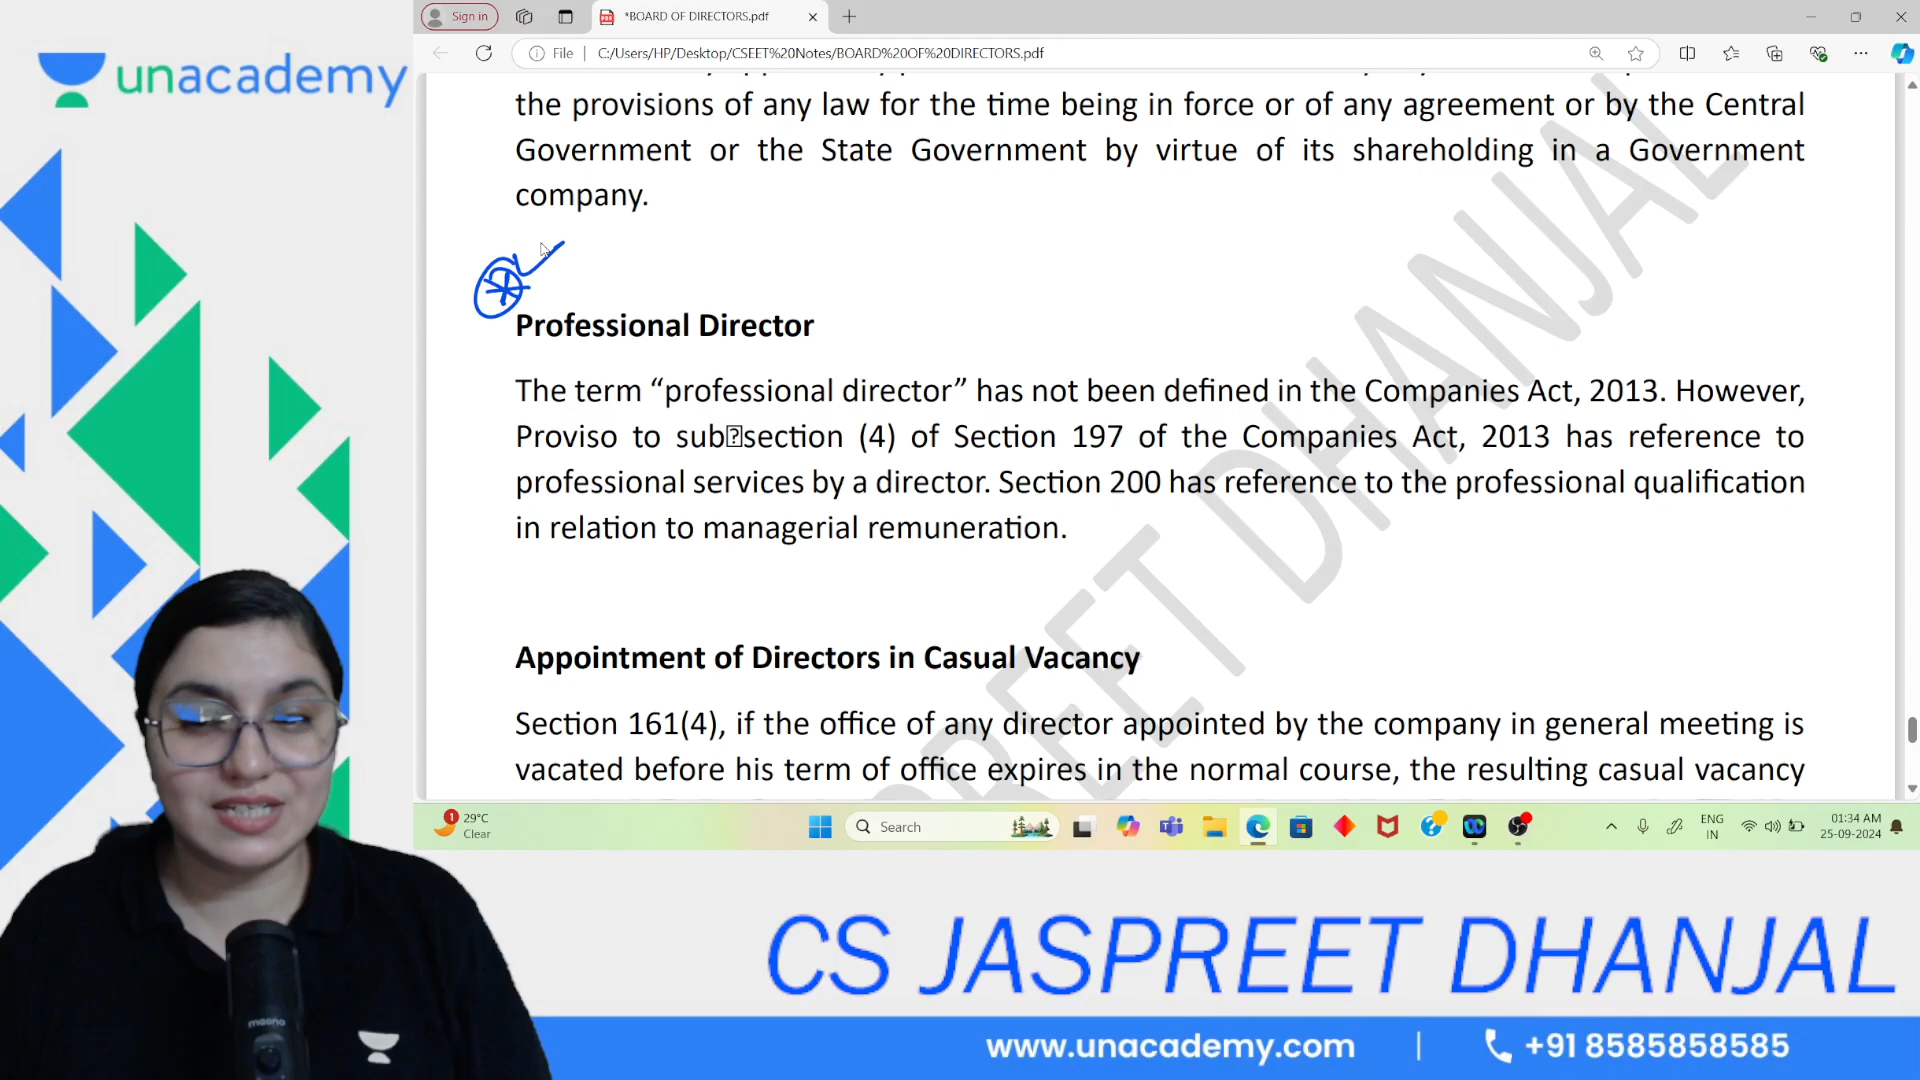 unacademy
Sign in
*BOARD OF DIRECTORS.pdf
File
C:/Users/HP/Desktop/CSEET%20Notes/BOARD%20OF%20DIRECTORS.pdf
the provisions of any law for the time being in force or of any agreement or by the Central
Government or the State Government by virtue of its shareholding in a Government
company.
Professional Director
The term “professional director” has not been defined in the Companies Act, 2013. However,
Proviso to sub⍰section (4) of Section 197 of the Companies Act, 2013 has reference to
professional services by a director. Section 200 has reference to the professional qualification
in relation to managerial remuneration.
Appointment of Directors in Casual Vacancy
Section 161(4), if the office of any director appointed by the company in general meeting is
vacated before his term of office expires in the normal course, the resulting casual vacancy
PREET DHANJAL
1
29°C
Clear
Search
ENG
IN
01:34 AM
25-09-2024
maono
CS JASPREET DHANJAL
www.unacademy.com | +91 8585858585